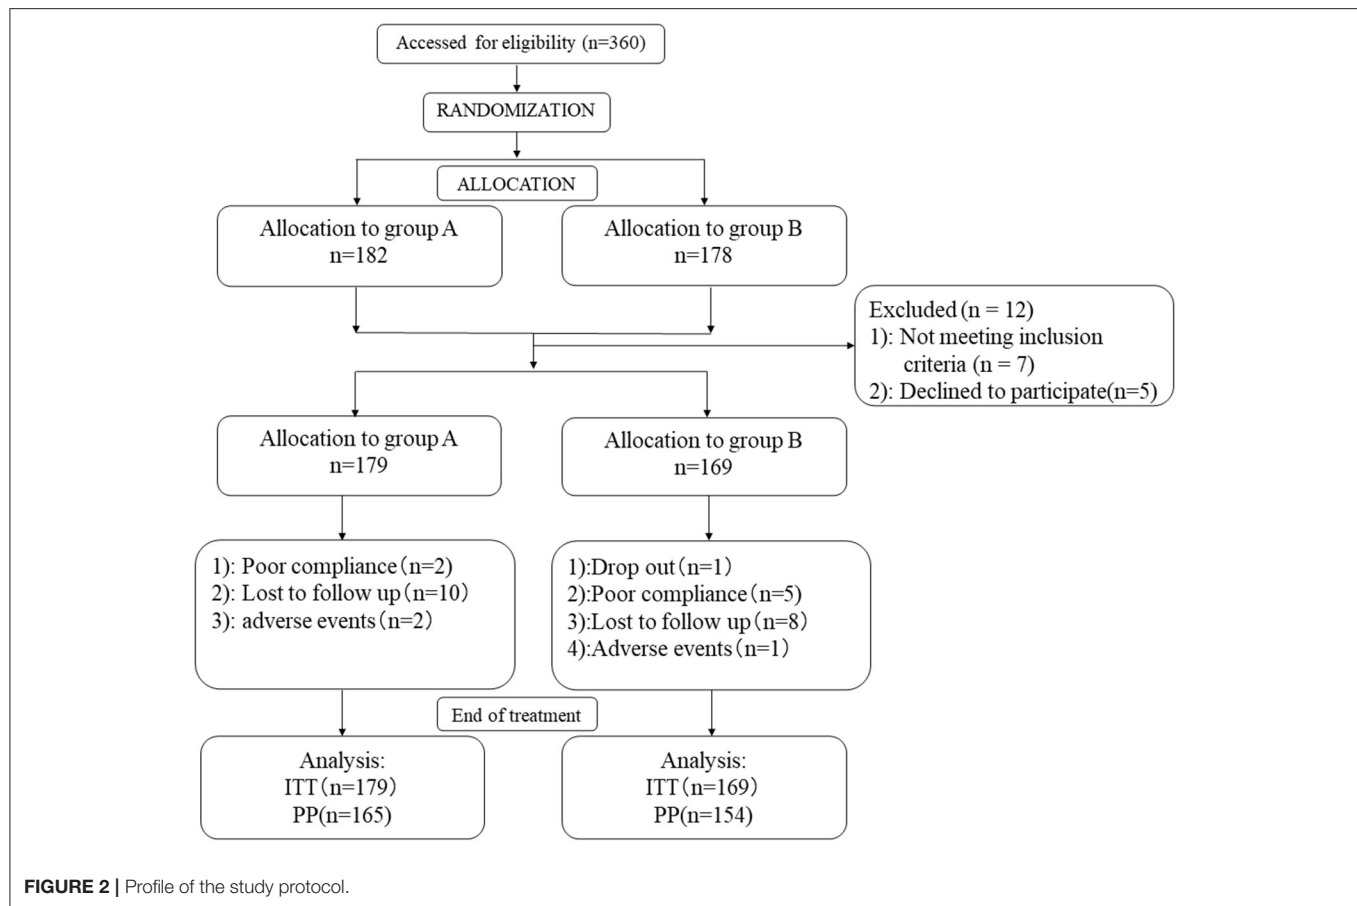 Accessed for eligibility (n=360)
RANDOMIZATION
ALLOCATION
Allocation to group A
n=182
Allocation to group B
n=178
Excluded (n = 12)
1): Not meeting inclusion
criteria (n = 7)
2): Declined to participate(n=5)
Allocation to group A
n=179
Allocation to group B
n=169
1): Poor compliance(n=2)
2): Lost to follow up(n=10)
3): adverse events(n=2)
1):Drop out(n=1)
2):Poor compliance(n=5)
3):Lost to follow up(n=8)
4):Adverse events(n=1)
End of treatment
Analysis:
ITT(n=179)
PP(n=165)
Analysis:
ITT(n=169)
PP(n=154)
FIGURE 2 | Profile of the study protocol.